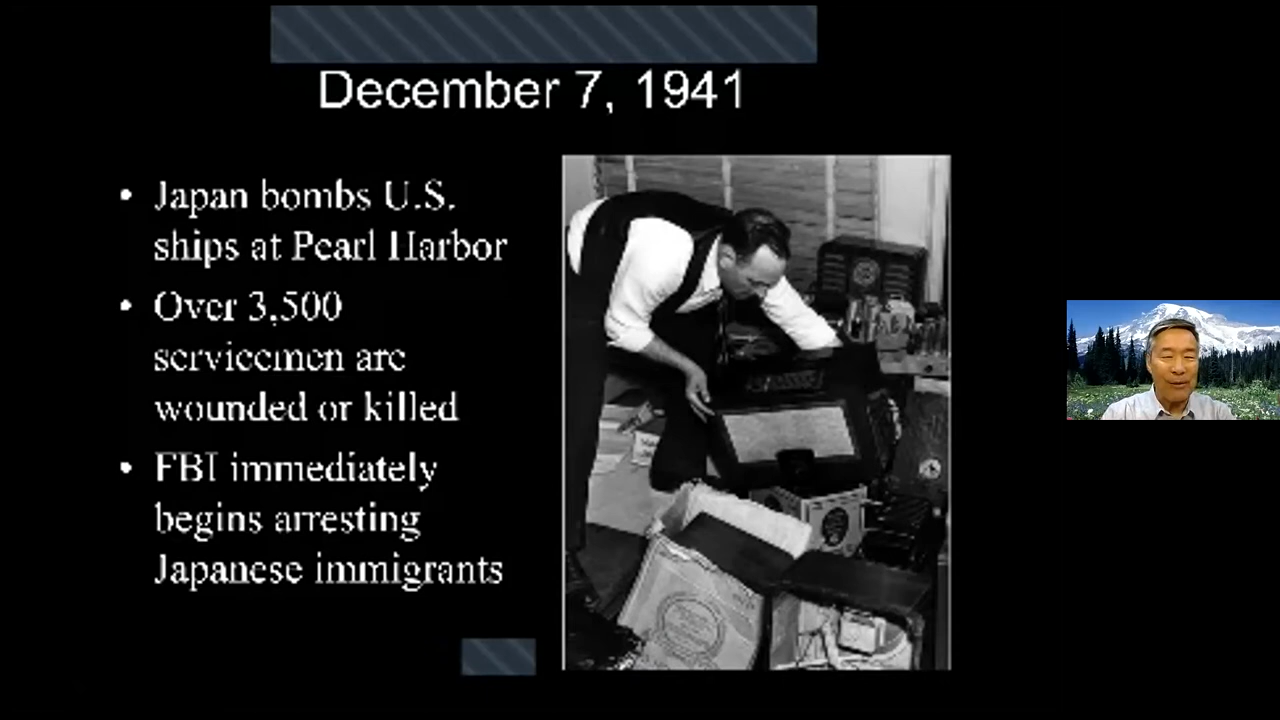 December 7, 1941
• Japan bombs U.S.
ships at Pearl Harbor
• Over 3,500
servicemen are
wounded or killed
• FBI immediately
begins arresting
Japanese immigrants